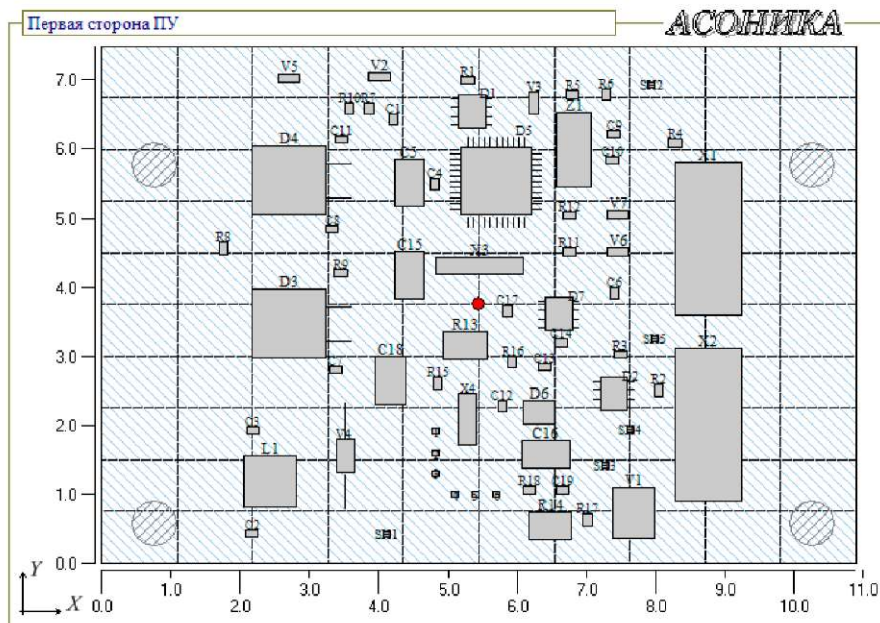 Первая сторона ПУ
АСОНИКА
7.0
6.0
5.0
4.0
3.0
2.0
1.0
0.0
V5 V2 R1 V3 R5 R6
R10 R7 C1 D1 Z1
C11 D5 C9 R4
D4 C5 C4 C10 X1
R8 C8 R12 V7
C15 X3 R11 V6
R9 C6
D3 C17 D7
R13 C14
C18 R16 C13 R3 X2
C7 R15 X4 D2 R2
C3 C12 D6
V4 C16
L1 R18 C19 V1
C2 R14 R17
Y
X
0.0 1.0 2.0 3.0 4.0 5.0 6.0 7.0 8.0 9.0 10.0 11.0